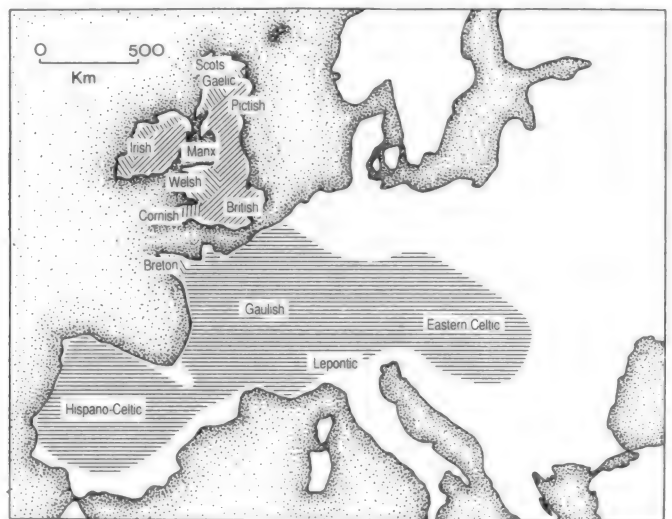 0 500
Km
Scots
Gaelic
Pictish
Irish
Manx
Welsh
Cornish
British
Breton
Gaulish
Eastern Celtic
Lepontic
Hispano-Celtic